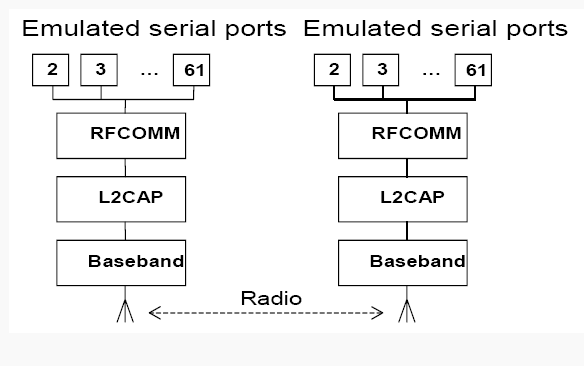 Emulated serial ports Emulated serial ports
2 3 ... 61 2 3 ... 61
RFCOMM RFCOMM
L2CAP L2CAP
Baseband Baseband
Radio